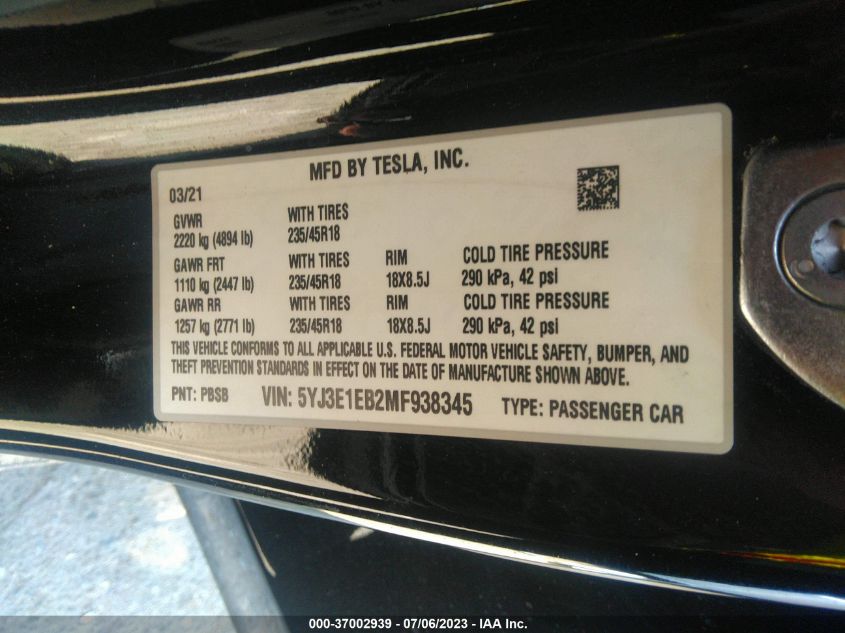 MFD BY TESLA, INC.
03/21
GVWR WITH TIRES
2220 kg (4894 lb) 235/45R18
GAWR FRT WITH TIRES RIM COLD TIRE PRESSURE
1110 kg (2447 lb) 235/45R18 18X8.5J 290 kPa, 42 psi
GAWR RR WITH TIRES RIM COLD TIRE PRESSURE
1257 kg (2771 lb) 235/45R18 18X8.5J 290 kPa, 42 psi
THIS VEHICLE CONFORMS TO ALL APPLICABLE U.S. FEDERAL MOTOR VEHICLE SAFETY, BUMPER, AND
THEFT PREVENTION STANDARDS IN EFFECT ON THE DATE OF MANUFACTURE SHOWN ABOVE.
PNT: PBSB VIN: 5YJ3E1EB2MF938345 TYPE: PASSENGER CAR
000-37002939 - 07/06/2023 - IAA Inc.